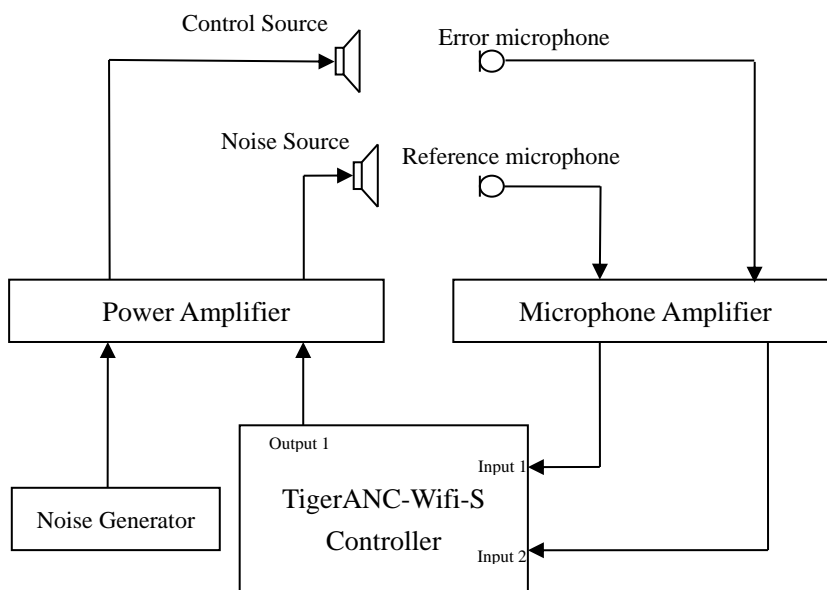 Control Source
Error microphone
Noise Source
Reference microphone
Power Amplifier
Microphone Amplifier
Output 1
Input 1
TigerANC-Wifi-S
Controller
Noise Generator
Input 2